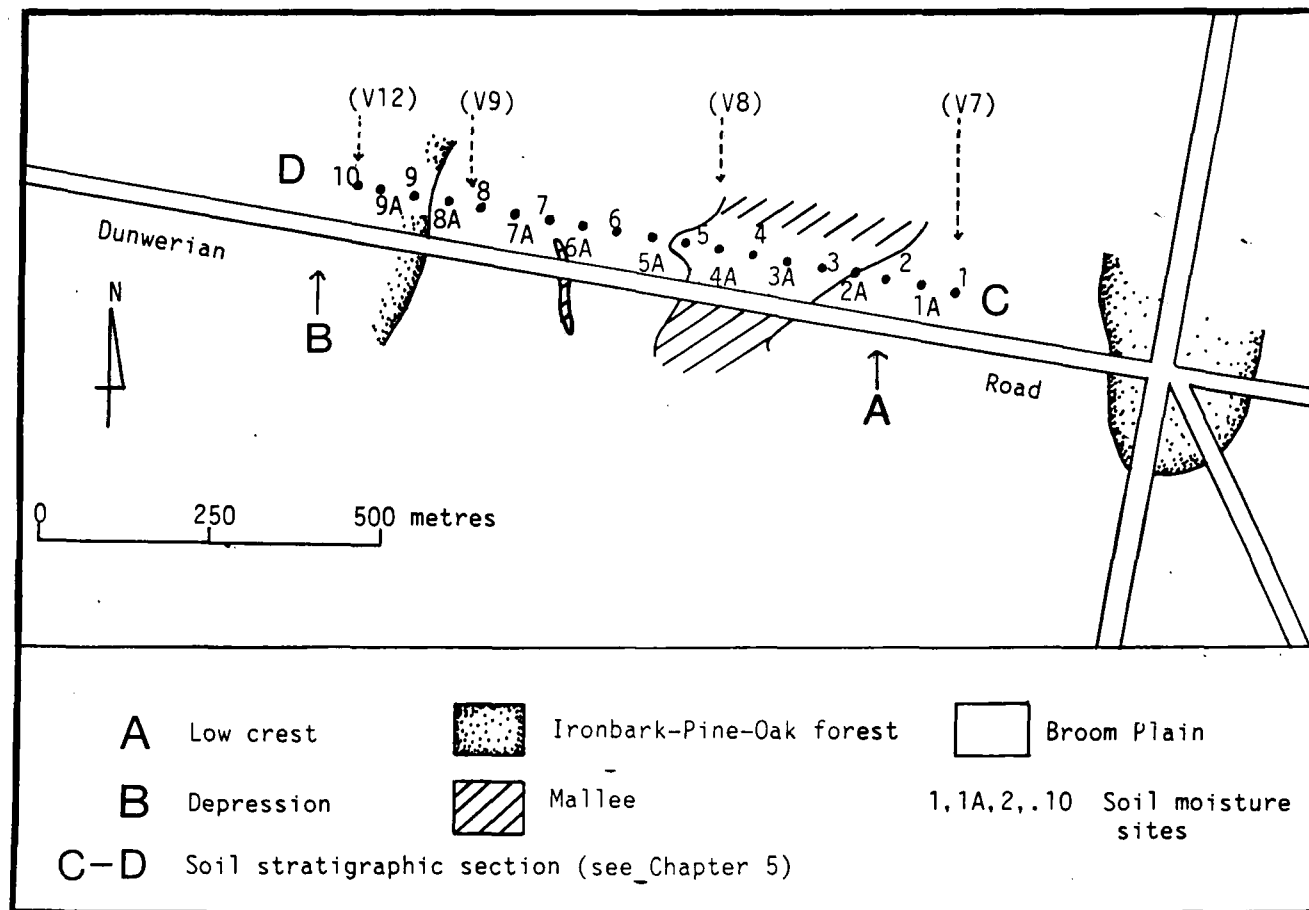 (V12) (V9) (V8) (V7)
D 10 9 8 7 6 5 4 3 2 1 C
9A 8A 7A 6A 5A 4A 3A 2A 1A
Dunwerian Road
N
B A
0 250 500 metres
A Low crest
Ironbark-Pine-Oak forest
Broom Plain
B Depression
Mallee
1,1A,2,.10 Soil moisture
sites
C-D Soil stratigraphic section (see Chapter 5)